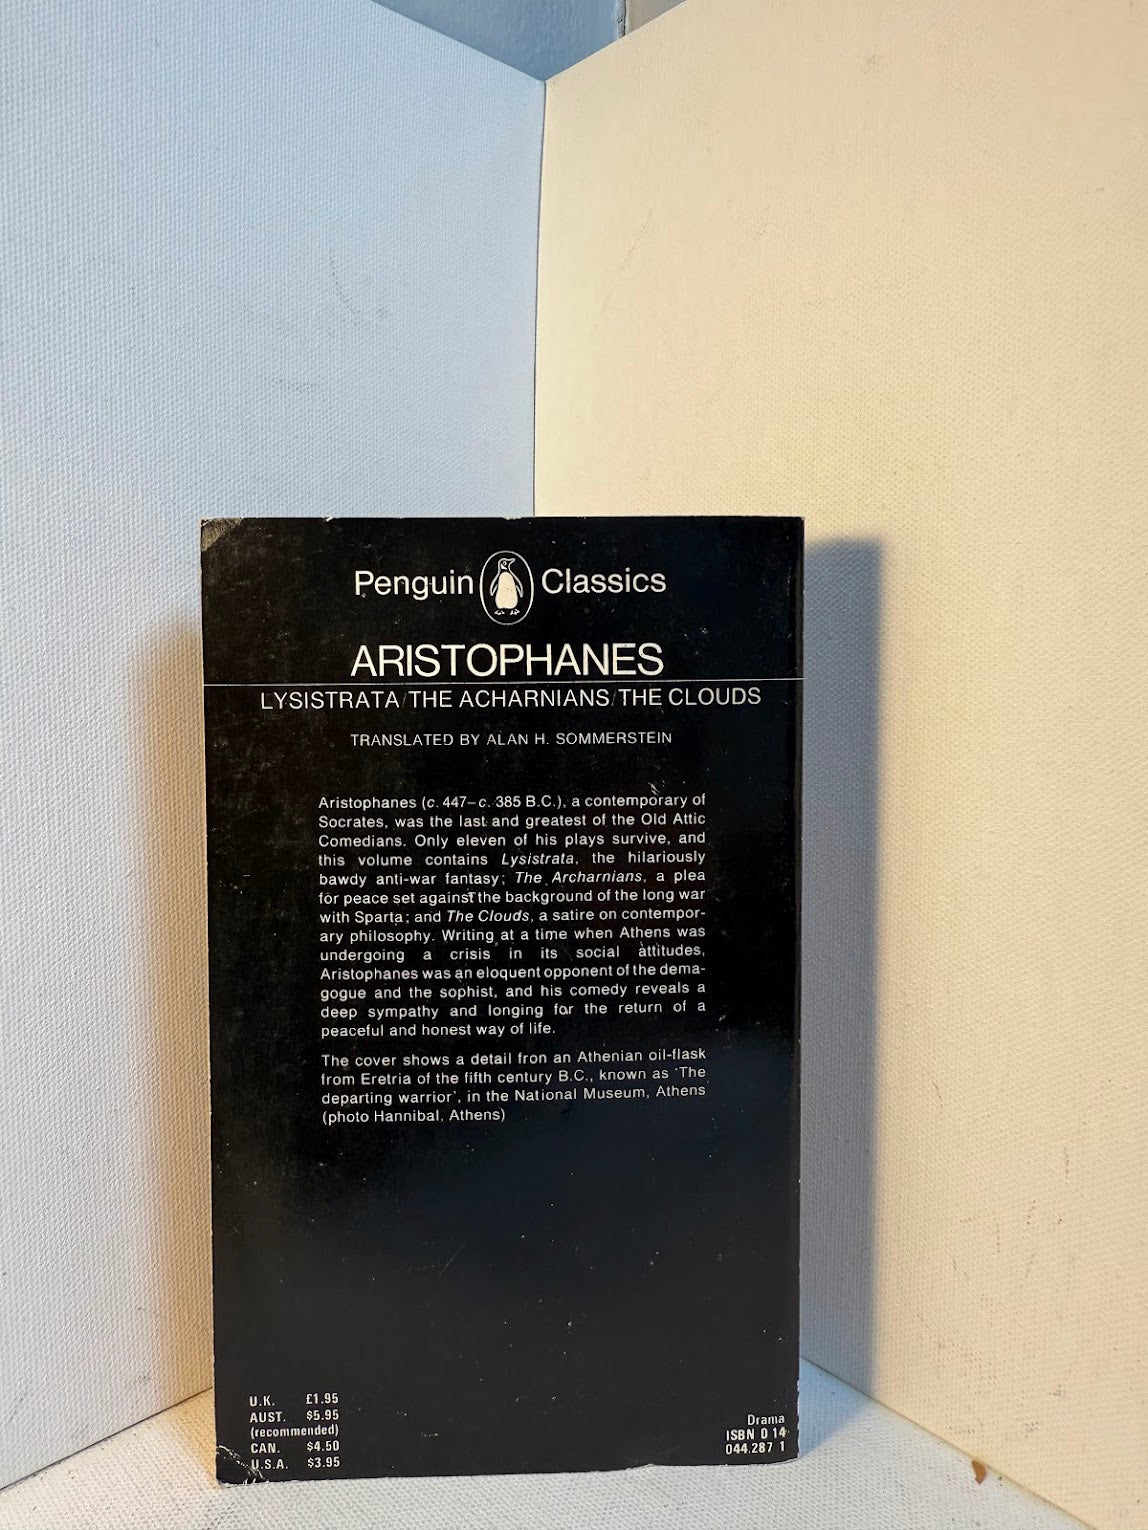 Penguin Classics
ARISTOPHANES
LYSISTRATA/THE ACHARNIANS/THE CLOUDS
TRANSLATED BY ALAN H. SOMMERSTEIN
Aristophanes (c. 447–c. 385 B.C.), a contemporary of
Socrates, was the last and greatest of the Old Attic
Comedians. Only eleven of his plays survive, and
this volume contains Lysistrata, the hilariously
bawdy anti-war fantasy; The Archarnians, a plea
for peace set against the background of the long war
with Sparta; and The Clouds, a satire on contempor-
ary philosophy. Writing at a time when Athens was
undergoing a crisis in its social attitudes,
Aristophanes was an eloquent opponent of the dema-
gogue and the sophist, and his comedy reveals a
deep sympathy and longing for the return of a
peaceful and honest way of life.
The cover shows a detail fron an Athenian oil-flask
from Eretria of the fifth century B.C., known as 'The
departing warrior', in the National Museum, Athens
(photo Hannibal, Athens)
U.K. £1.95
AUST. $5.95
(recommended)
CAN. $4.50
U.S.A. $3.95
Drama
ISBN 0 14
044.287 1